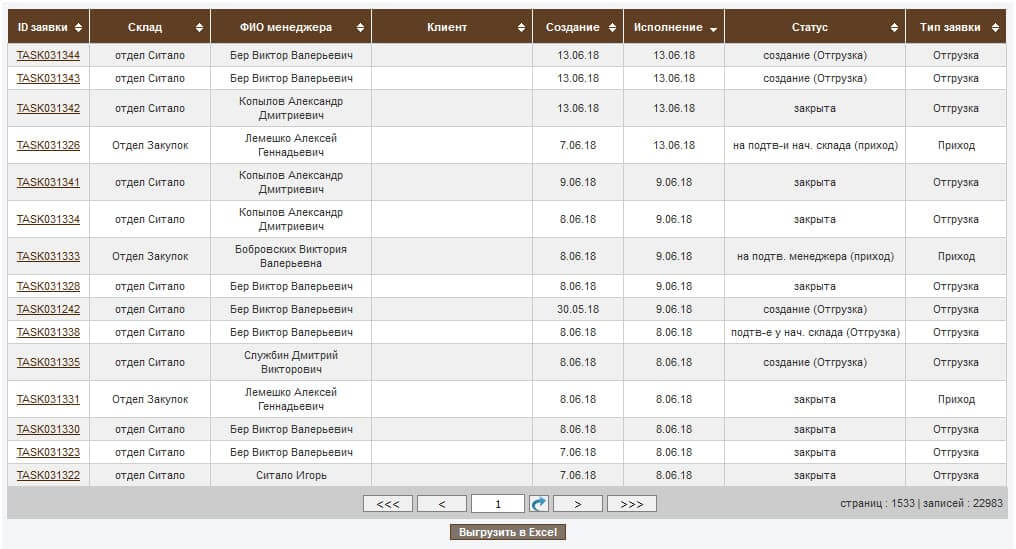 ID заявки Склад ФИО менеджера Клиент Создание Исполнение Статус Тип заявки
TASK031344 отдел Ситало Бер Виктор Валерьевич 13.06.18 13.06.18 создание (Отгрузка) Отгрузка
TASK031343 отдел Ситало Бер Виктор Валерьевич 13.06.18 13.06.18 создание (Отгрузка) Отгрузка
TASK031342 отдел Ситало Копылов Александр Дмитриевич 13.06.18 13.06.18 закрыта Отгрузка
TASK031326 Отдел Закупок Лемешко Алексей Геннадьевич 7.06.18 13.06.18 на подтв-и нач. склада (приход) Приход
TASK031341 отдел Ситало Копылов Александр Дмитриевич 9.06.18 9.06.18 закрыта Отгрузка
TASK031334 отдел Ситало Копылов Александр Дмитриевич 8.06.18 9.06.18 закрыта Отгрузка
TASK031333 Отдел Закупок Бобровских Виктория Валерьевна 8.06.18 9.06.18 на подтв. менеджера (приход) Приход
TASK031328 отдел Ситало Бер Виктор Валерьевич 8.06.18 9.06.18 закрыта Отгрузка
TASK031242 отдел Ситало Бер Виктор Валерьевич 30.05.18 9.06.18 создание (Отгрузка) Отгрузка
TASK031338 отдел Ситало Бер Виктор Валерьевич 8.06.18 8.06.18 подтв-е у нач. склада (Отгрузка) Отгрузка
TASK031335 отдел Ситало Службин Дмитрий Викторович 8.06.18 8.06.18 создание (Отгрузка) Отгрузка
TASK031331 Отдел Закупок Лемешко Алексей Геннадьевич 8.06.18 8.06.18 закрыта Приход
TASK031330 отдел Ситало Бер Виктор Валерьевич 8.06.18 8.06.18 закрыта Отгрузка
TASK031323 отдел Ситало Бер Виктор Валерьевич 7.06.18 8.06.18 закрыта Отгрузка
TASK031322 отдел Ситало Ситало Игорь 7.06.18 8.06.18 закрыта Отгрузка
<<< < 1 > >>> страниц : 1533 | записей : 22983
Выгрузить в Excel